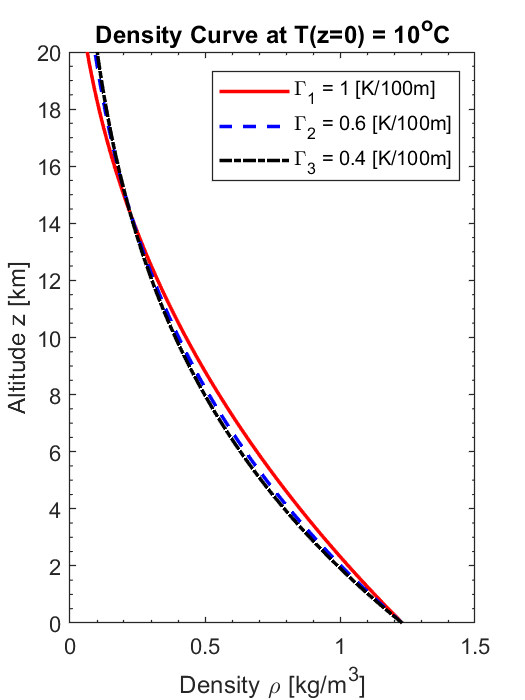 Density Curve at T(z=0) = 10°C
Γ1 = 1 [K/100m]
Γ2 = 0.6 [K/100m]
Γ3 = 0.4 [K/100m]
Altitude z [km]
20
18
16
14
12
10
8
6
4
2
0
0 0.5 1 1.5
Density ρ [kg/m³]